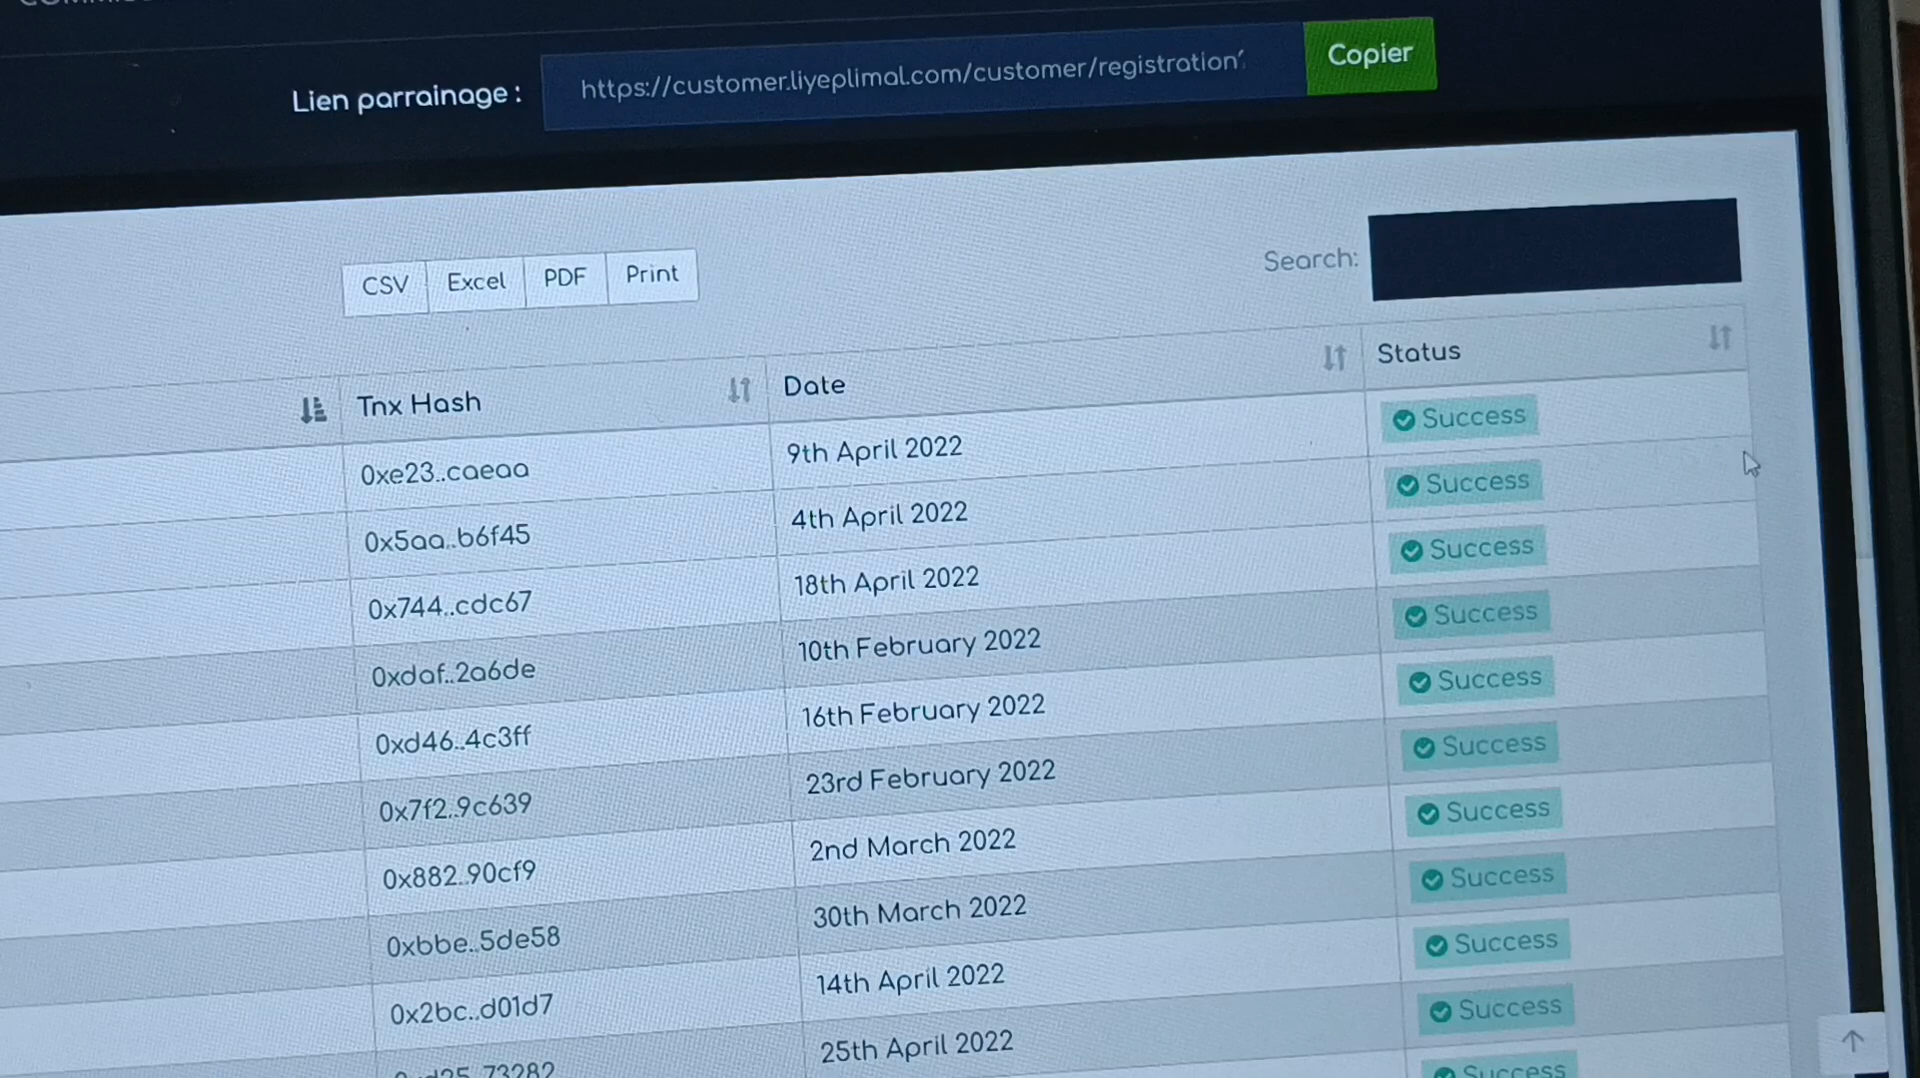 Lien parrainage :
https://customer.liyeplimal.com/customer/registration
Copier
CSV Excel PDF Print
Search:
Tnx Hash Date Status
0xe23..caeaa 9th April 2022 Success
0x5aa..b6f45 4th April 2022 Success
0x744..cdc67 18th April 2022 Success
0xdaf..2a6de 10th February 2022 Success
0xd46..4c3ff 16th February 2022 Success
0x7f2..9c639 23rd February 2022 Success
0x882..90cf9 2nd March 2022 Success
0xbbe..5de58 30th March 2022 Success
0x2bc..d01d7 14th April 2022 Success
25th April 2022 Success
Success